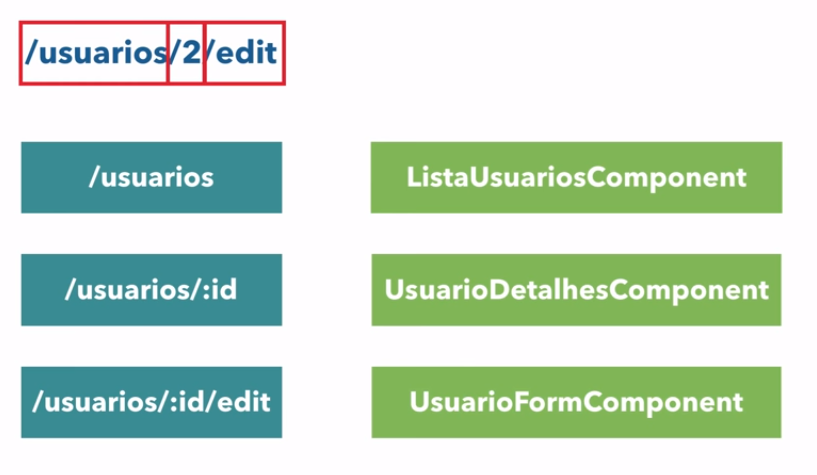 /usuarios/2/edit
/usuarios
ListaUsuariosComponent
/usuarios/:id
UsuarioDetalhesComponent
/usuarios/:id/edit
UsuarioFormComponent